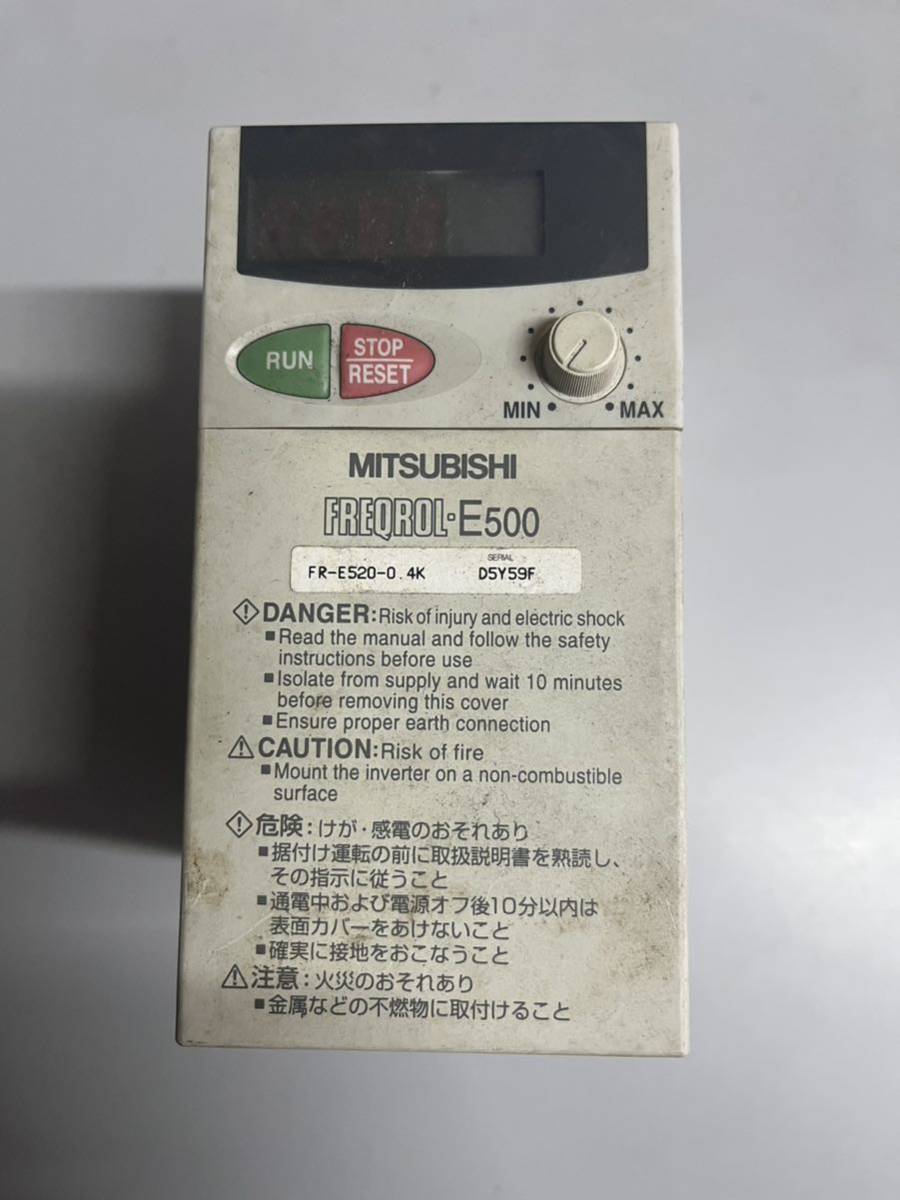 RUN
STOP
RESET
MIN
MAX
MITSUBISHI
FREQROL-E500
SERIAL
FR-E520-0.4K D5Y59F
DANGER: Risk of injury and electric shock
■Read the manual and follow the safety
instructions before use
■Isolate from supply and wait 10 minutes
before removing this cover
■Ensure proper earth connection
CAUTION: Risk of fire
■Mount the inverter on a non-combustible
surface
危険:けが・感電のおそれあり
■据付け運転の前に取扱説明書を熟読し、
その指示に従うこと
■通電中および電源オフ後10分以内は
表面カバーをあけないこと
■確実に接地をおこなうこと
注意:火災のおそれあり
■金属などの不燃物に取付けること